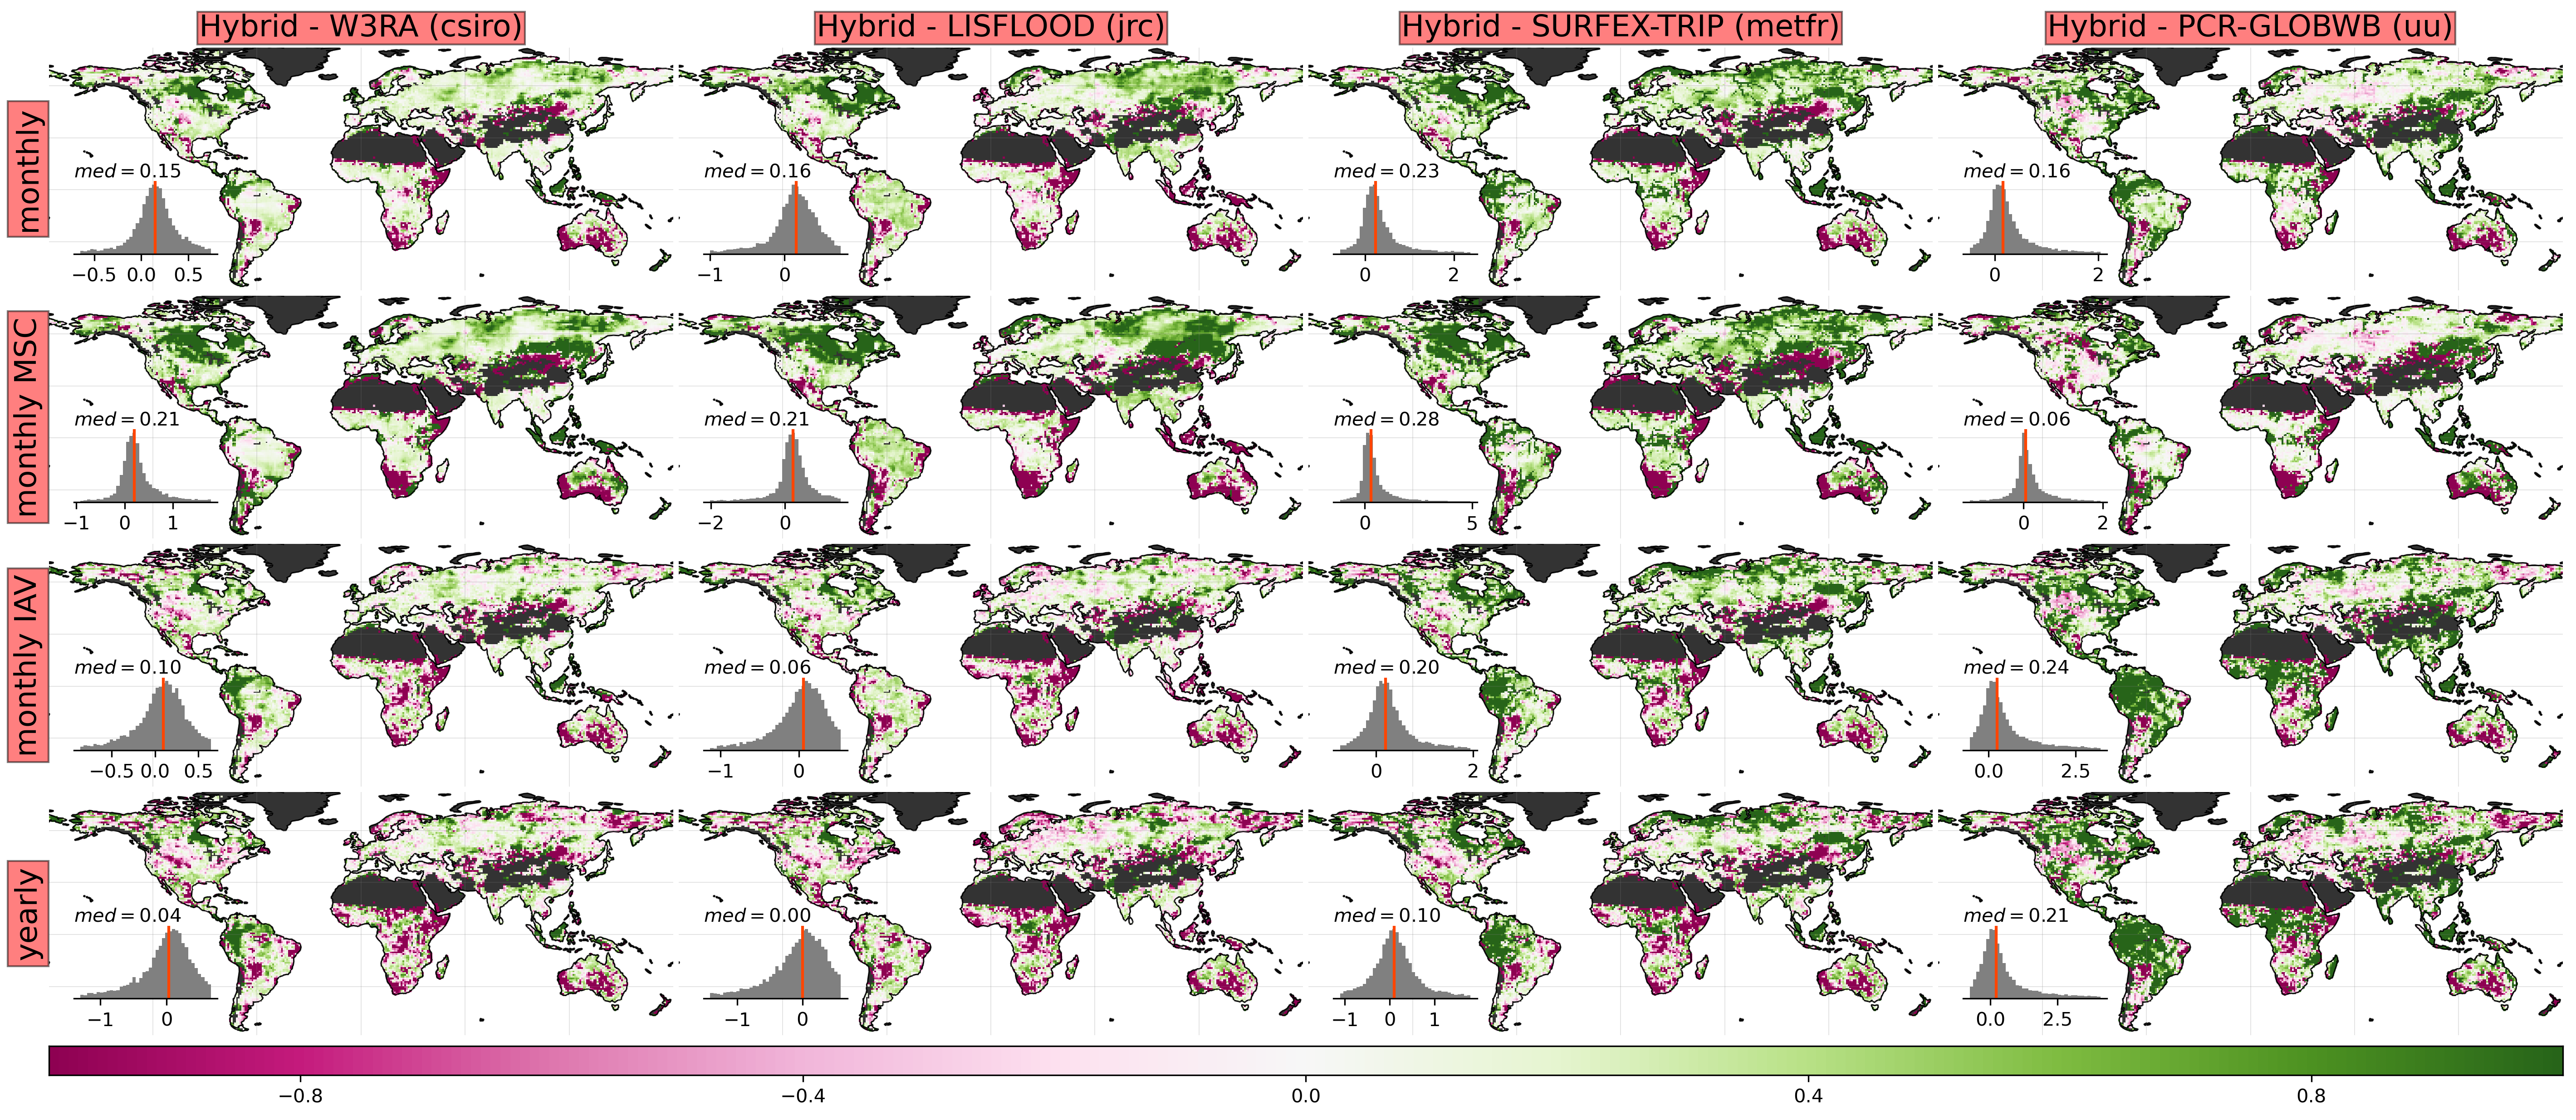 Hybrid - W3RA (csiro)
Hybrid - LISFLOOD (jrc)
Hybrid - SURFEX-TRIP (metfr)
Hybrid - PCR-GLOBWB (uu)
monthly
med = 0.15
−0.5 0.0 0.5
med = 0.16
−1 0
med = 0.23
0 2
med = 0.16
0 2
monthly MSC
med = 0.21
−1 0 1
med = 0.21
−2 0
med = 0.28
0 5
med = 0.06
0 2
monthly IAV
med = 0.10
−0.5 0.0 0.5
med = 0.06
−1 0
med = 0.20
0 2
med = 0.24
0.0 2.5
yearly
med = 0.04
−1 0
med = 0.00
−1 0
med = 0.10
−1 0 1
med = 0.21
0.0 2.5
−0.8 −0.4 0.0 0.4 0.8